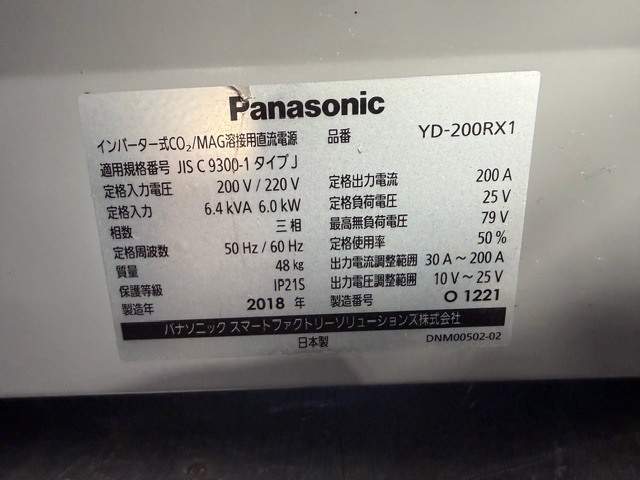 Panasonic
インバーター式CO₂/MAG溶接用直流電源 品番 YD-200RX1
適用規格番号 JIS C 9300-1 タイプJ
定格入力電圧 200 V / 220 V
定格入力 6.4 kVA 6.0 kW
相数 三相
定格周波数 50 Hz / 60 Hz
質量 48 kg
保護等級 IP21S
製造年 2018 年
定格出力電流 200 A
定格負荷電圧 25 V
最高無負荷電圧 79 V
定格使用率 50 %
出力電流調整範囲 30 A～200 A
出力電圧調整範囲 10 V～25 V
製造番号 O 1221
パナソニック スマートファクトリーソリューションズ株式会社
日本製 DNM00502-02